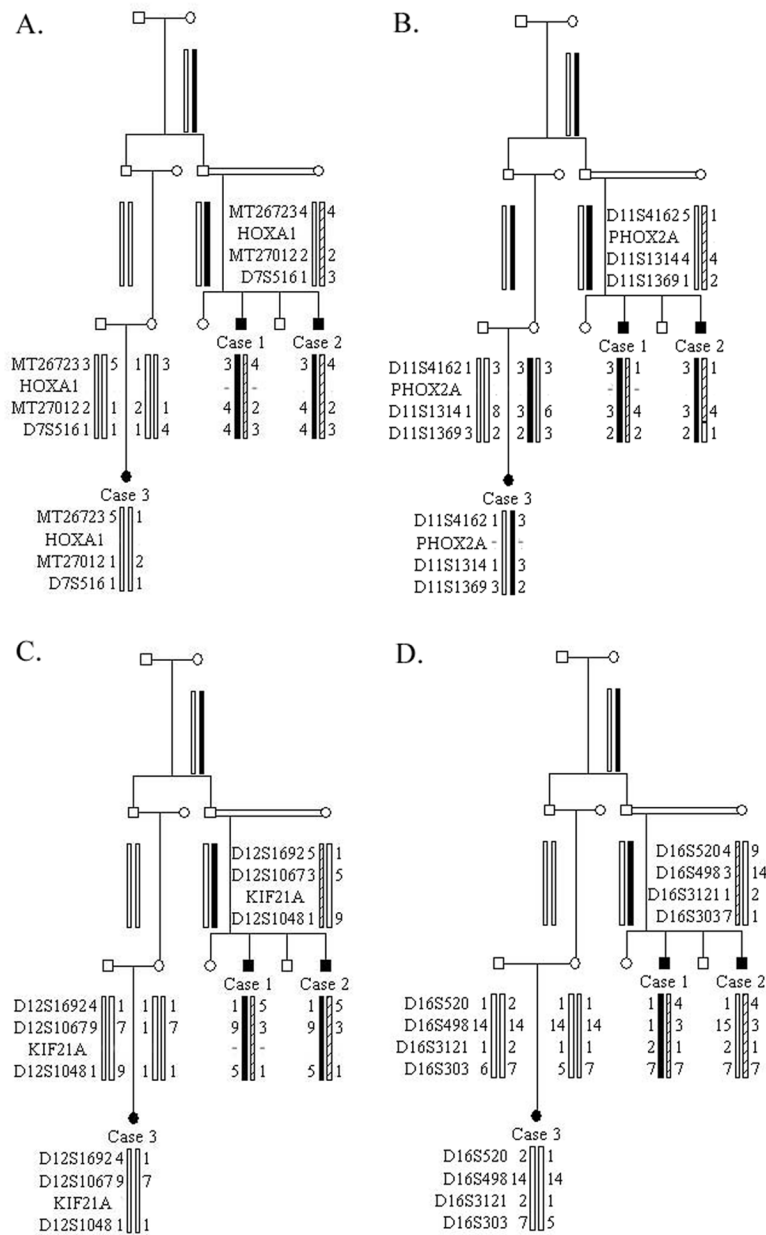 A.
MT26723 4 4
HOXA1
MT27012 2 2
D7S516 1 3
Case 1 Case 2
MT26723 3 5 1 3 3 4 3 4
HOXA1 - - - -
MT27012 2 1 2 1 4 2 4 2
D7S516 1 1 1 4 4 3 4 3
Case 3
MT26723 5 1
HOXA1
MT27012 1 2
D7S516 1 1
B.
D11S4162 5 1
PHOX2A
D11S1314 4 4
D11S1369 1 2
Case 1 Case 2
D11S4162 1 3 3 3 3 1 3 1
PHOX2A - - - -
D11S1314 1 8 3 6 3 4 3 4
D11S1369 3 2 2 3 2 2 2 1
Case 3
D11S4162 1 3
PHOX2A - -
D11S1314 1 3
D11S1369 3 2
C.
D12S1692 5 1
D12S1067 3 5
KIF21A
D12S1048 1 9
Case 1 Case 2
D12S1692 4 1 1 1 1 5 1 5
D12S1067 9 7 1 7 9 3 9 3
KIF21A - -
D12S1048 1 9 1 1 5 1 5 1
Case 3
D12S1692 4 1
D12S1067 9 7
KIF21A
D12S1048 1 1
D.
D16S520 4 9
D16S498 3 14
D16S3121 1 2
D16S303 7 1
Case 1 Case 2
D16S520 1 2 1 1 1 4 1 4
D16S498 14 14 14 14 1 3 15 3
D16S3121 1 2 1 1 2 1 2 1
D16S303 6 7 5 7 7 7 7 7
Case 3
D16S520 2 1
D16S498 14 14
D16S3121 2 1
D16S303 7 5